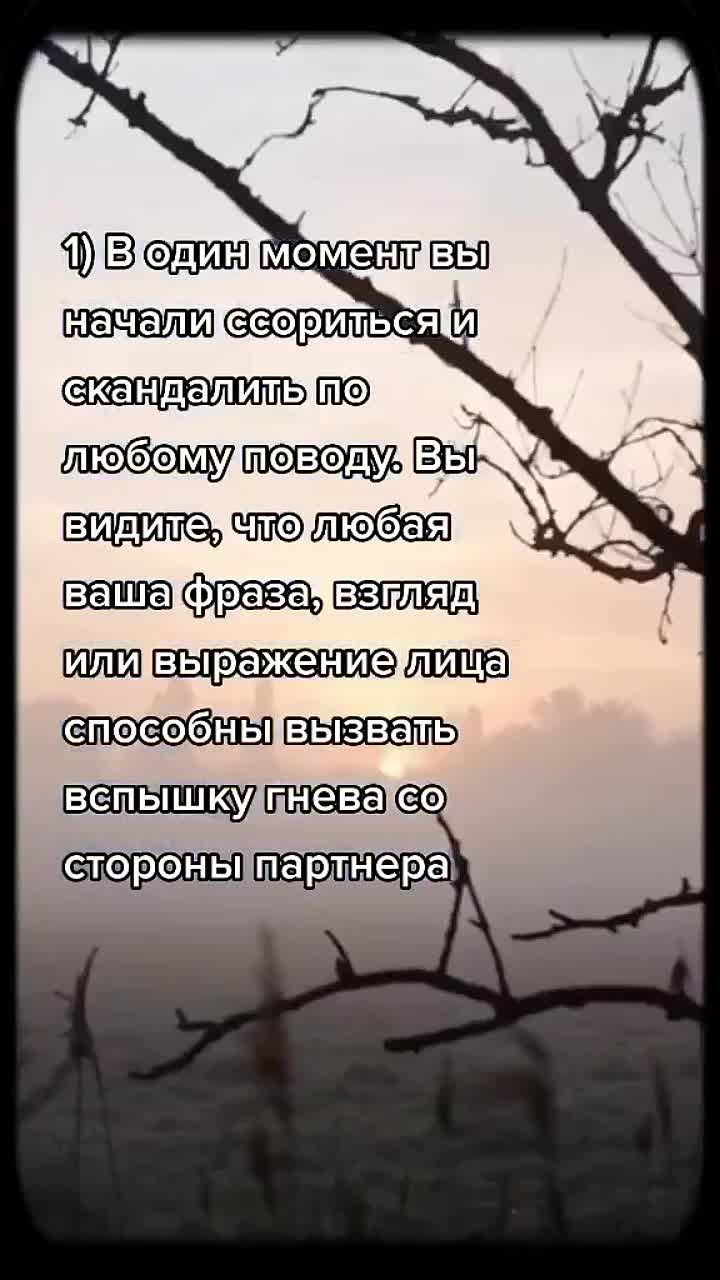 1) В один момент вы
начали ссориться и
скандалить по
любому поводу. Вы
видите, что любая
ваша фраза, взгляд
или выражение лица
способны вызвать
вспышку гнева со
стороны партнера